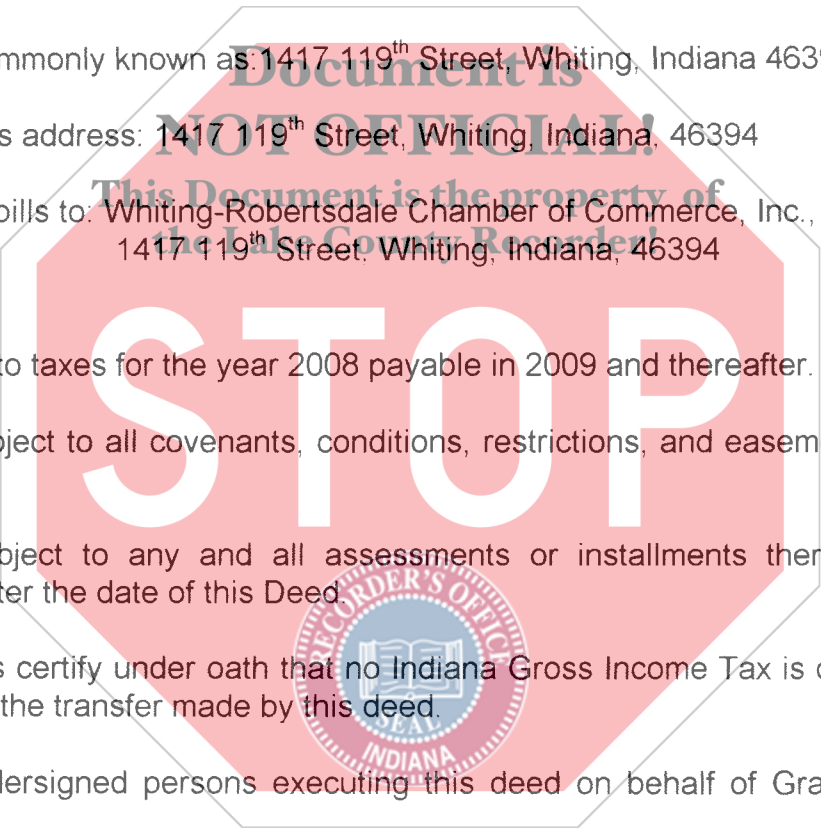 mmonly known as: 1417 119th Street, Whiting, Indiana 4639
Document is
s address: 1417 119th Street, Whiting, Indiana, 46394
NOT OFFICIAL!
This Document is the property of
bills to: Whiting-Robertsdale Chamber of Commerce, Inc.,
the Lake County Recorder!
1417 119th Street, Whiting, Indiana, 46394
STOP
to taxes for the year 2008 payable in 2009 and thereafter.
ject to all covenants, conditions, restrictions, and easem
bject to any and all assessments or installments ther
ter the date of this Deed.
RECORDER'S OFFICE
s certify under oath that no Indiana Gross Income Tax is
the transfer made by this deed.
SEAL
INDIANA
dersigned persons executing this deed on behalf of Gra